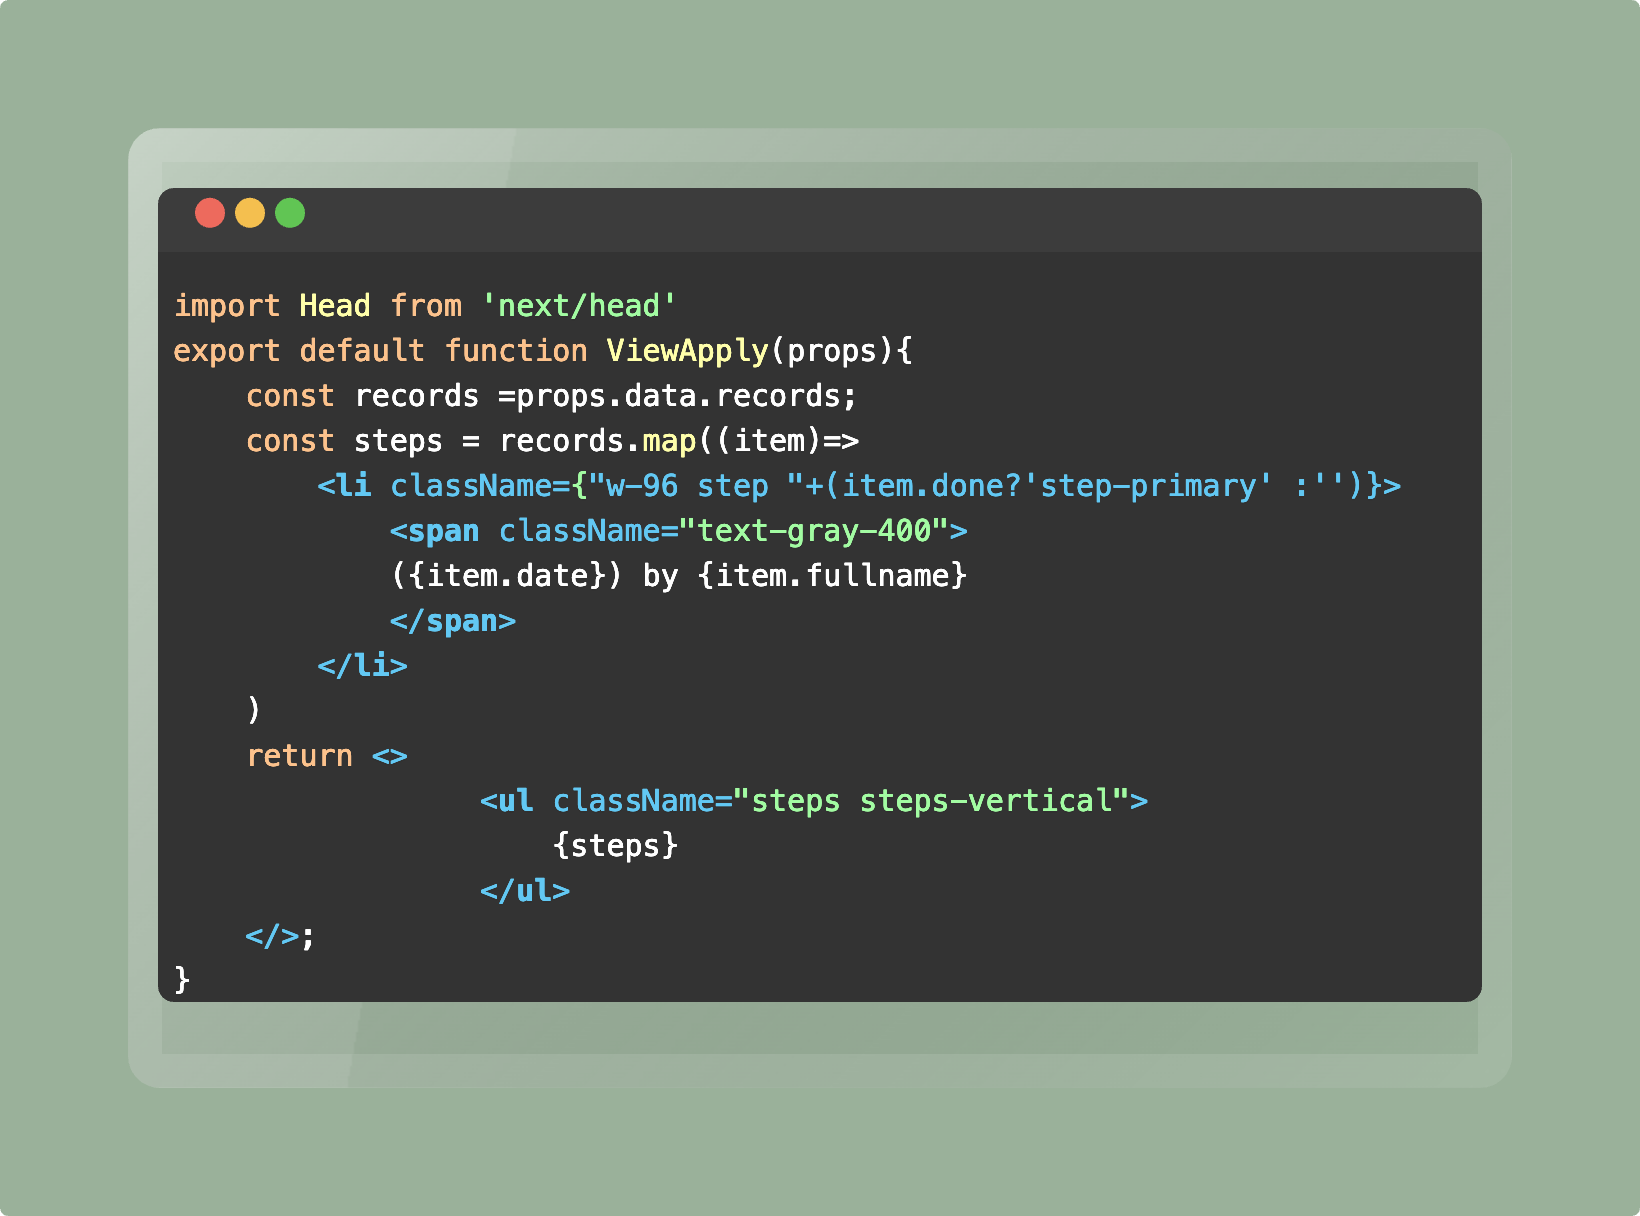 import Head from 'next/head'
export default function ViewApply(props){
    const records =props.data.records;
    const steps = records.map((item)=>
        <li className={"w-96 step "+(item.done?'step-primary' :'')}>
            <span className="text-gray-400">
            ({item.date}) by {item.fullname}
            </span>
        </li>
    )
    return <>
                 <ul className="steps steps-vertical">
                     {steps}
                 </ul>
    </>;
}